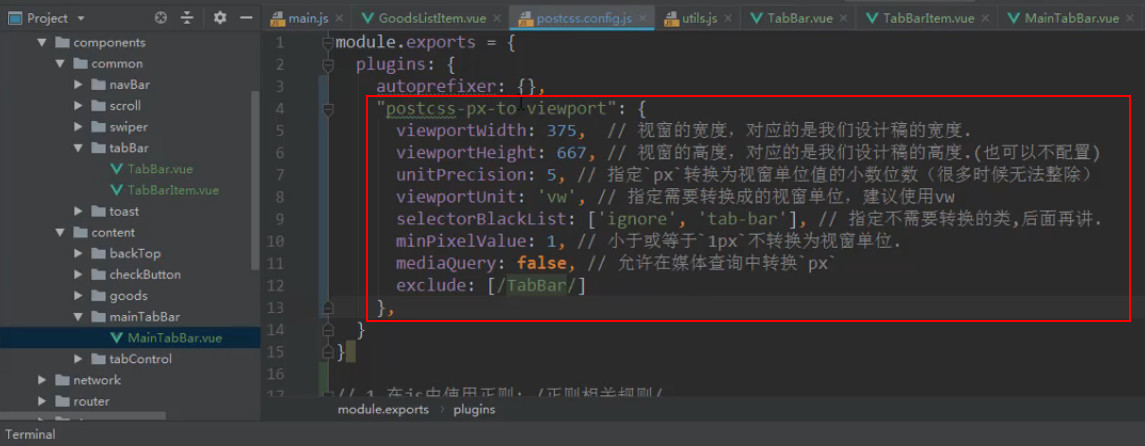 Project
main.js
GoodsListItem.vue
postcss.config.js
utils.js
TabBar.vue
TabBarItem.vue
MainTabBar.vue
components
common
navBar
scroll
swiper
tabBar
TabBar.vue
TabBarItem.vue
toast
content
backTop
checkButton
goods
mainTabBar
MainTabBar.vue
tabControl
network
router
1 module.exports = {
2 plugins: {
3 autoprefixer: {},
4 "postcss-px-to-viewport": {
5 viewportWidth: 375, // 视窗的宽度，对应的是我们设计稿的宽度.
6 viewportHeight: 667, // 视窗的高度，对应的是我们设计稿的高度.(也可以不配置)
7 unitPrecision: 5, // 指定`px`转换为视窗单位值的小数位数（很多时候无法整除）
8 viewportUnit: 'vw', // 指定需要转换成的视窗单位，建议使用vw
9 selectorBlackList: ['ignore', 'tab-bar'], // 指定不需要转换的类,后面再讲.
10 minPixelValue: 1, // 小于或等于`1px`不转换为视窗单位.
11 mediaQuery: false, // 允许在媒体查询中转换`px`
12 exclude: [/TabBar/]
13 },
14 }
15 }
16
17 // 1.在js中使用正则: /正则相关规则/
module.exports › plugins
Terminal